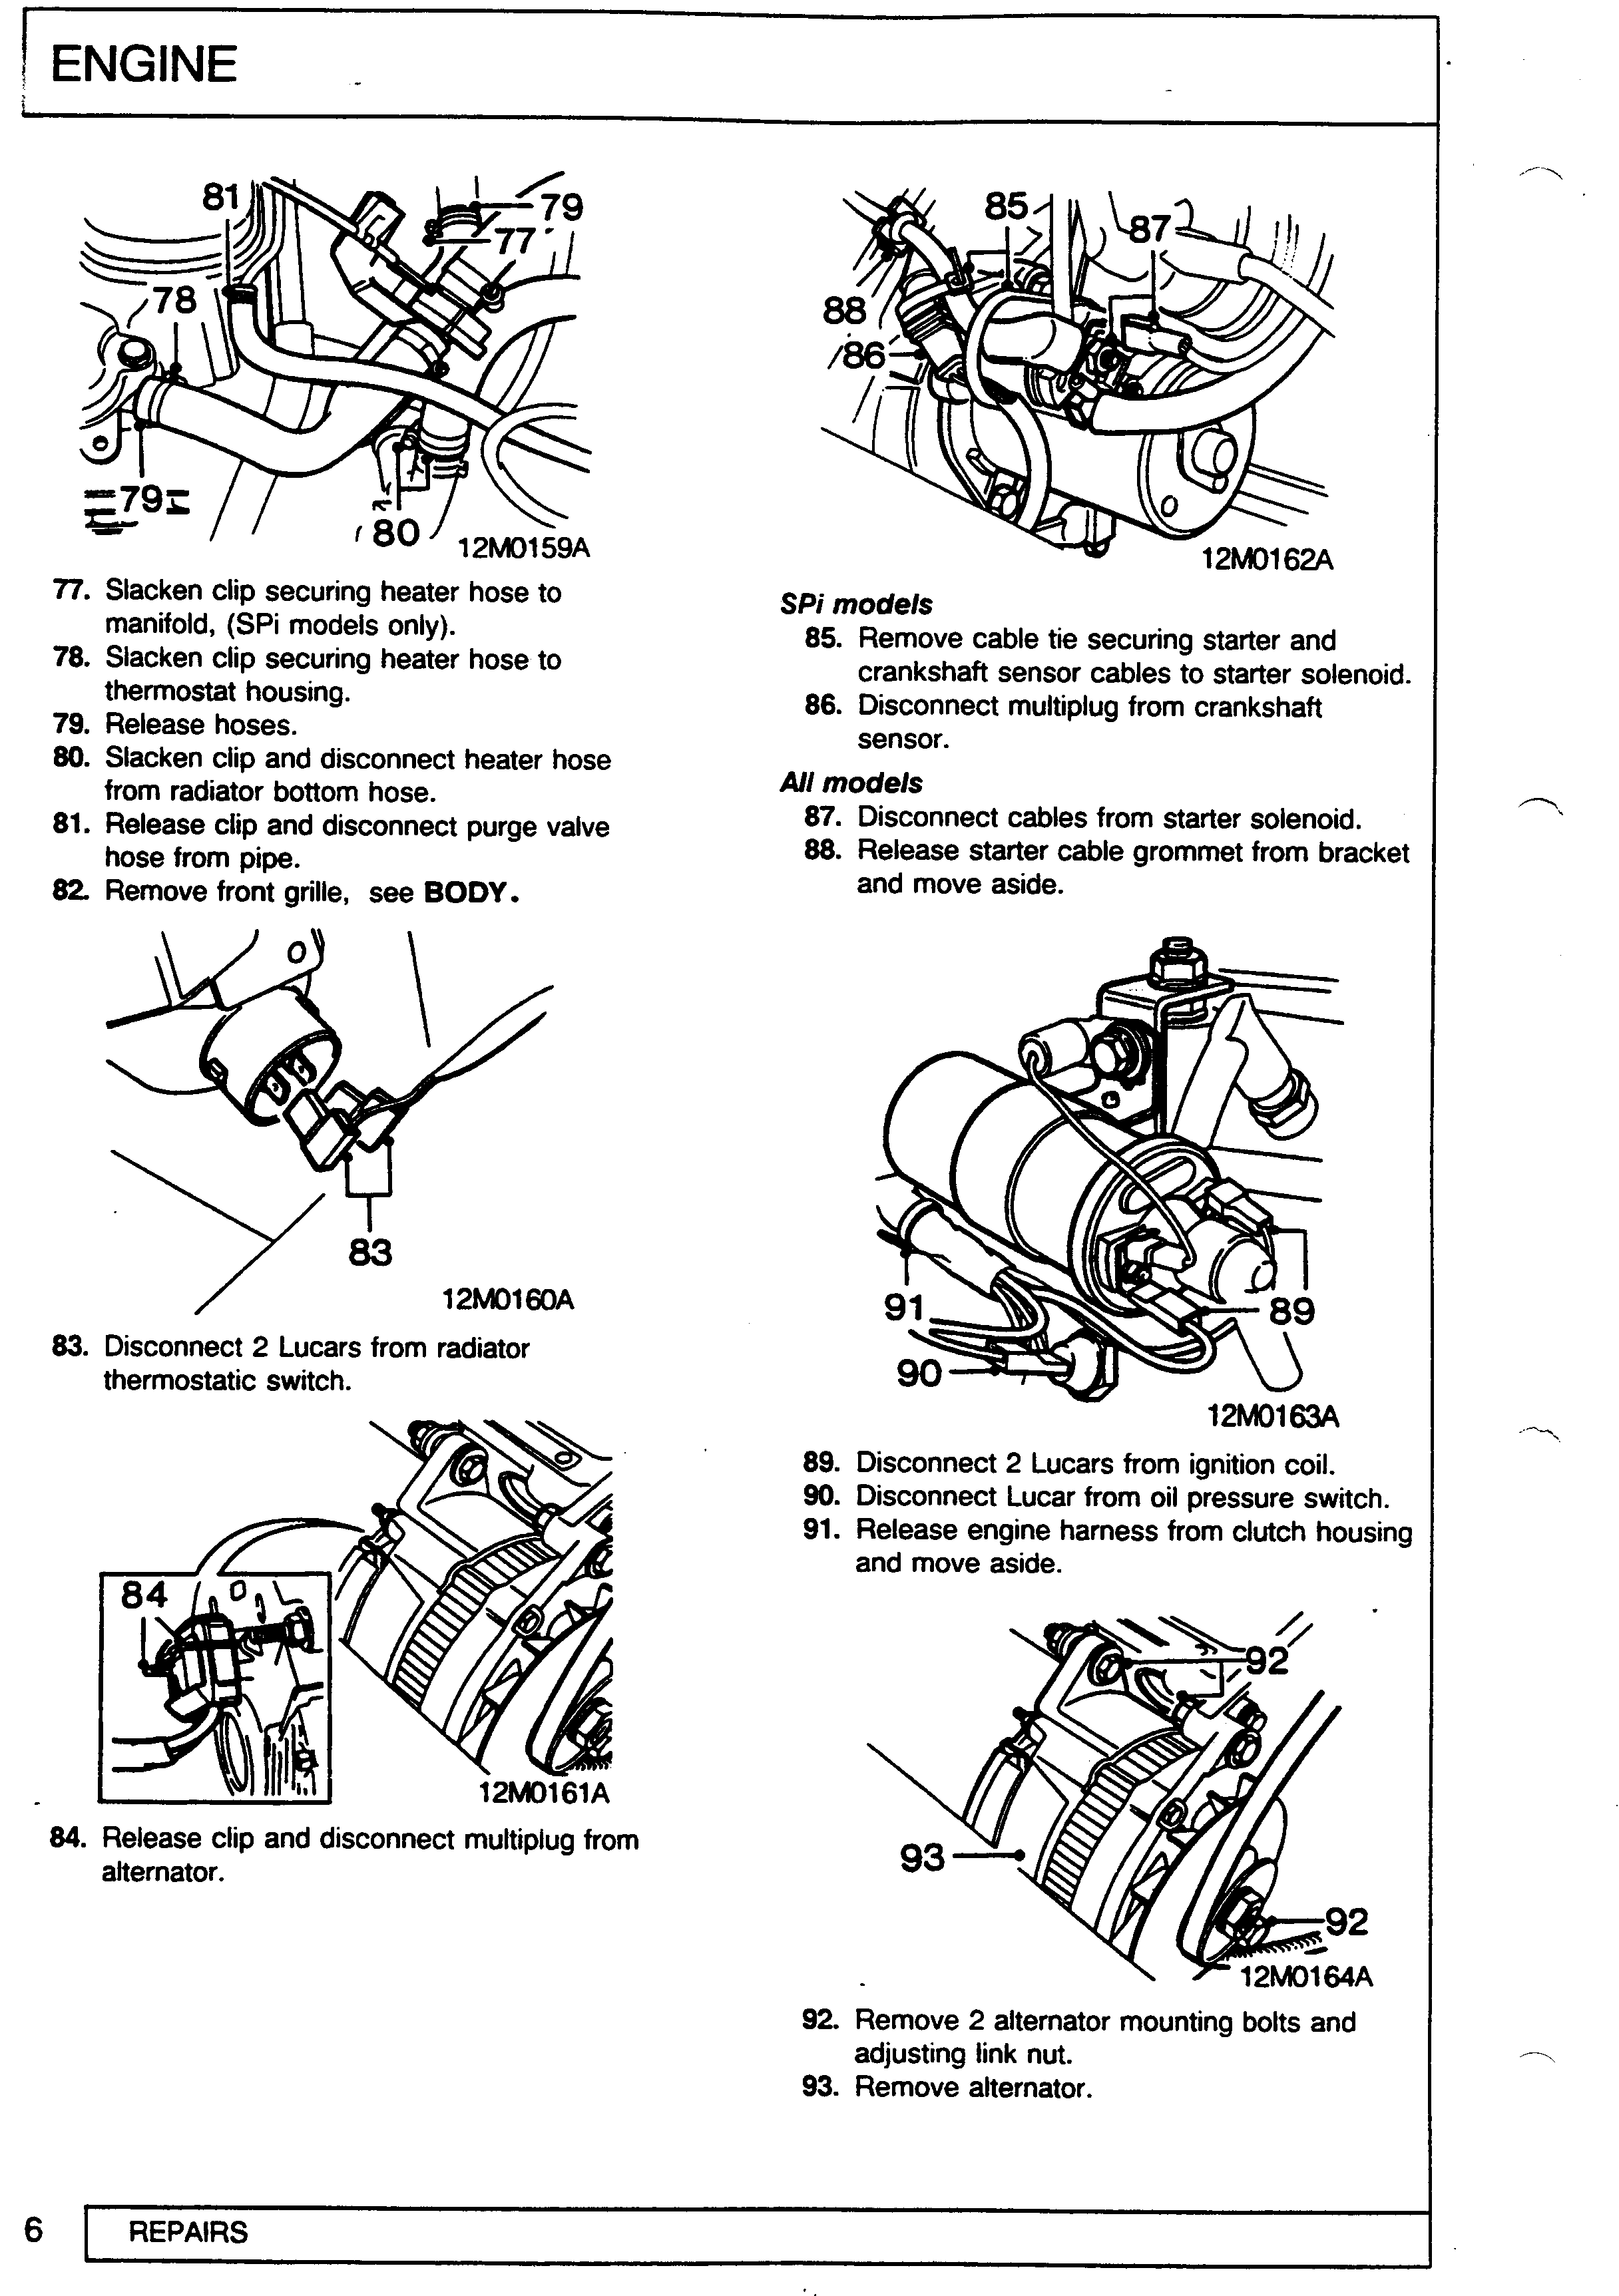 ENGINE
81
79
77
78
79
80
12M0159A
77. Slacken clip securing heater hose to
manifold, (SPi models only).
78. Slacken clip securing heater hose to
thermostat housing.
79. Release hoses.
80. Slacken clip and disconnect heater hose
from radiator bottom hose.
81. Release clip and disconnect purge valve
hose from pipe.
82. Remove front grille, see BODY.
83
12M0160A
83. Disconnect 2 Lucars from radiator
thermostatic switch.
84
12M0161A
84. Release clip and disconnect multiplug from
alternator.
85
87
88
86
12M0162A
SPi models
85. Remove cable tie securing starter and
crankshaft sensor cables to starter solenoid.
86. Disconnect multiplug from crankshaft
sensor.
All models
87. Disconnect cables from starter solenoid.
88. Release starter cable grommet from bracket
and move aside.
91
89
90
12M0163A
89. Disconnect 2 Lucars from ignition coil.
90. Disconnect Lucar from oil pressure switch.
91. Release engine harness from clutch housing
and move aside.
92
93
92
12M0164A
92. Remove 2 alternator mounting bolts and
adjusting link nut.
93. Remove alternator.
6
REPAIRS